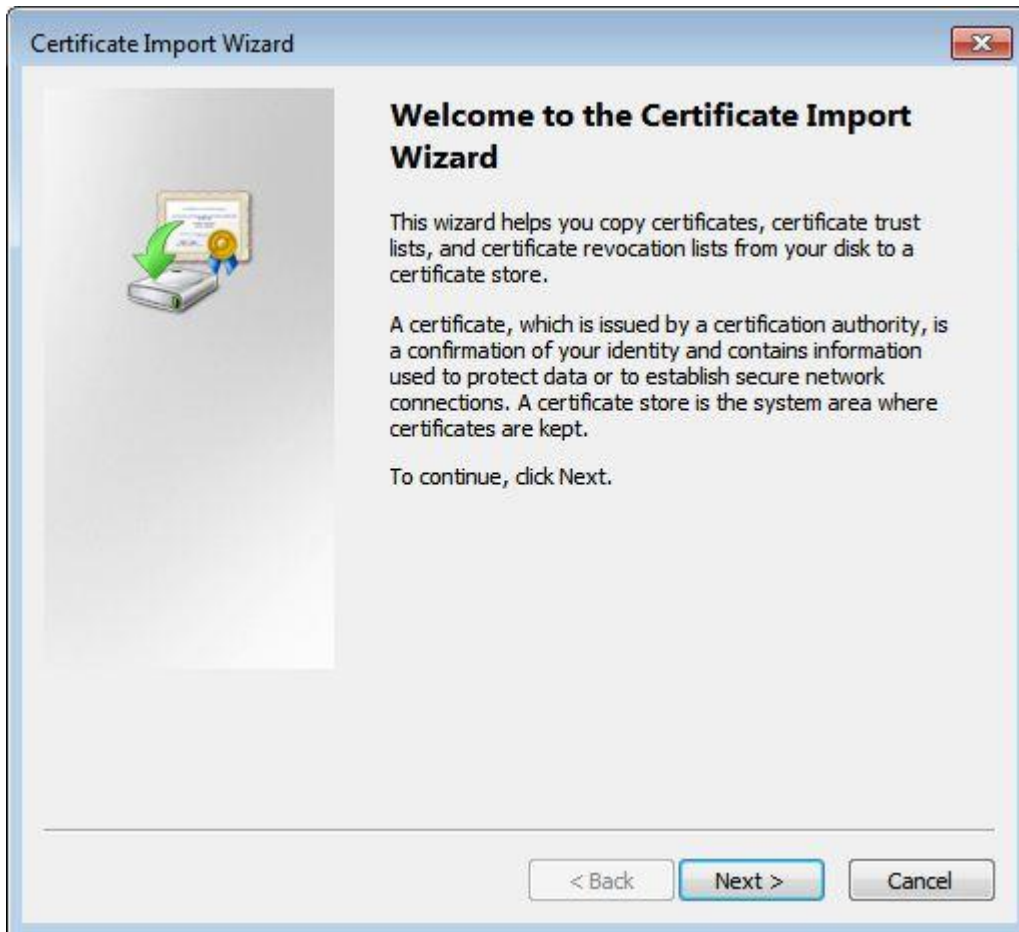 Certificate Import Wizard
Welcome to the Certificate Import
Wizard
This wizard helps you copy certificates, certificate trust
lists, and certificate revocation lists from your disk to a
certificate store.
A certificate, which is issued by a certification authority, is
a confirmation of your identity and contains information
used to protect data or to establish secure network
connections. A certificate store is the system area where
certificates are kept.
To continue, click Next.
< Back
Next >
Cancel